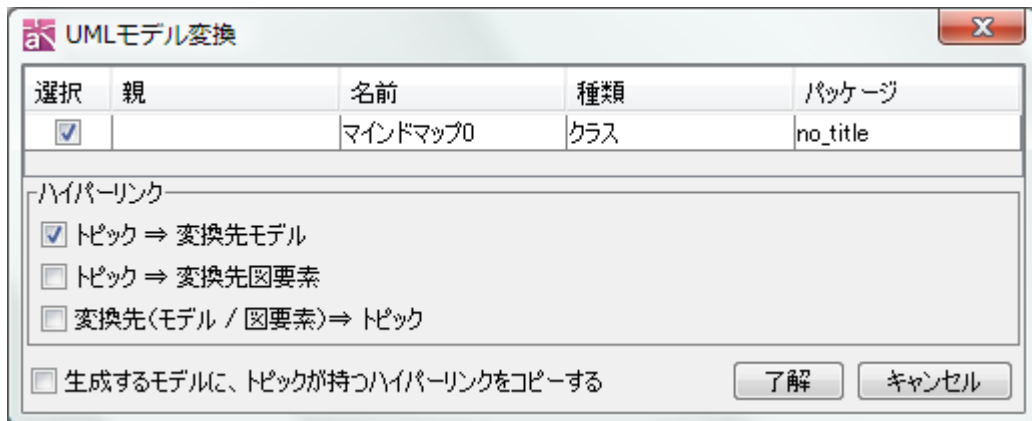 UMLモデル変換
選択 親 名前 種類 パッケージ
マインドマップ0 クラス no_title
ハイパーリンク
トピック ⇒ 変換先モデル
トピック ⇒ 変換先図要素
変換先(モデル / 図要素)⇒ トピック
生成するモデルに、トピックが持つハイパーリンクをコピーする 了解 キャンセル